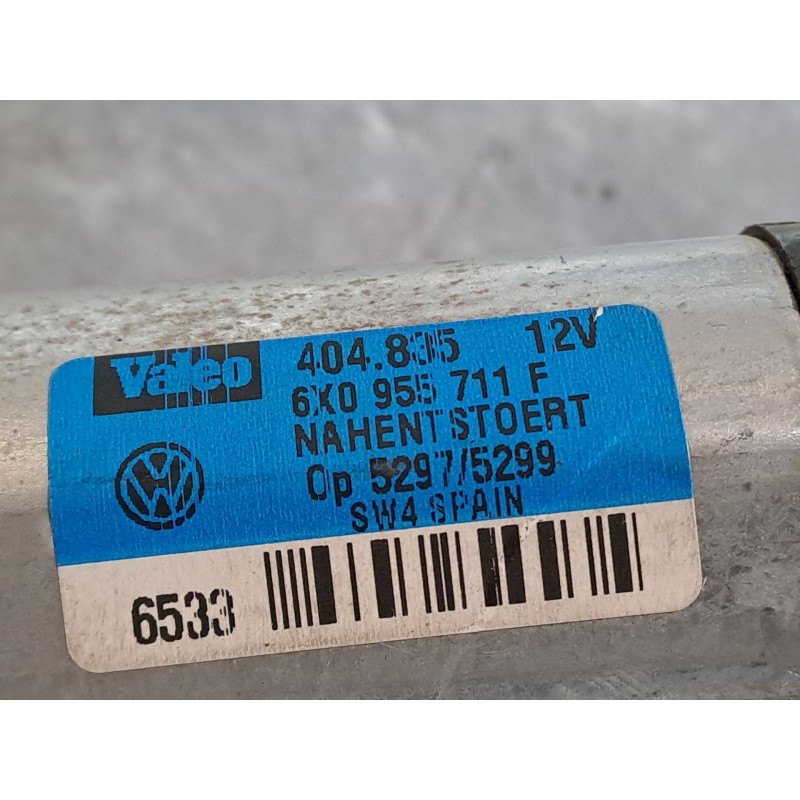 Valeo 404.835 12V
6X0 955 711 F
NAHENTSTOERT
Op 5297/5299
SW4 SPAIN
6533